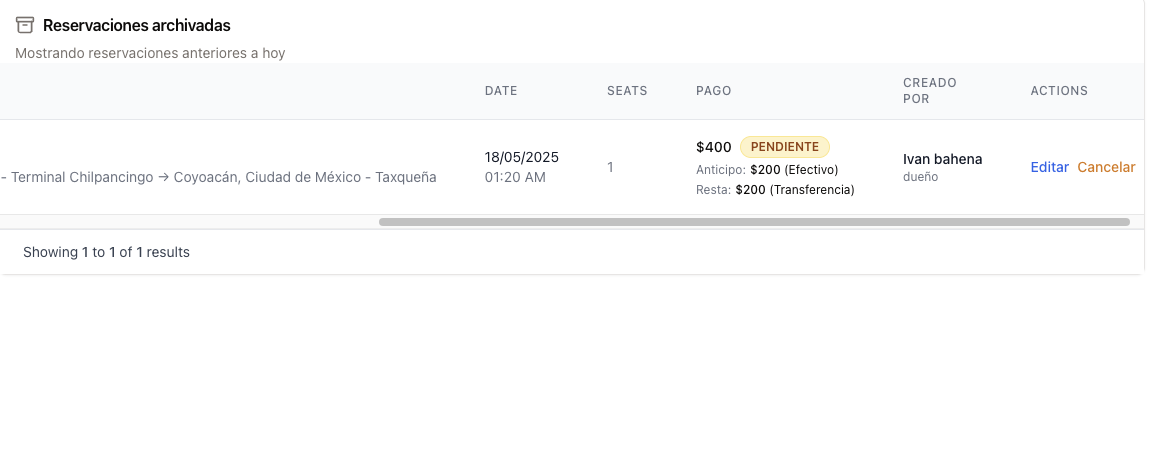 Reservaciones archivadas
Mostrando reservaciones anteriores a hoy
DATE SEATS PAGO CREADO POR ACTIONS
- Terminal Chilpancingo → Coyoacán, Ciudad de México - Taxqueña
18/05/2025
01:20 AM
1
$400 PENDIENTE
Anticipo: $200 (Efectivo)
Resta: $200 (Transferencia)
Ivan bahena
dueño
Editar Cancelar
Showing 1 to 1 of 1 results